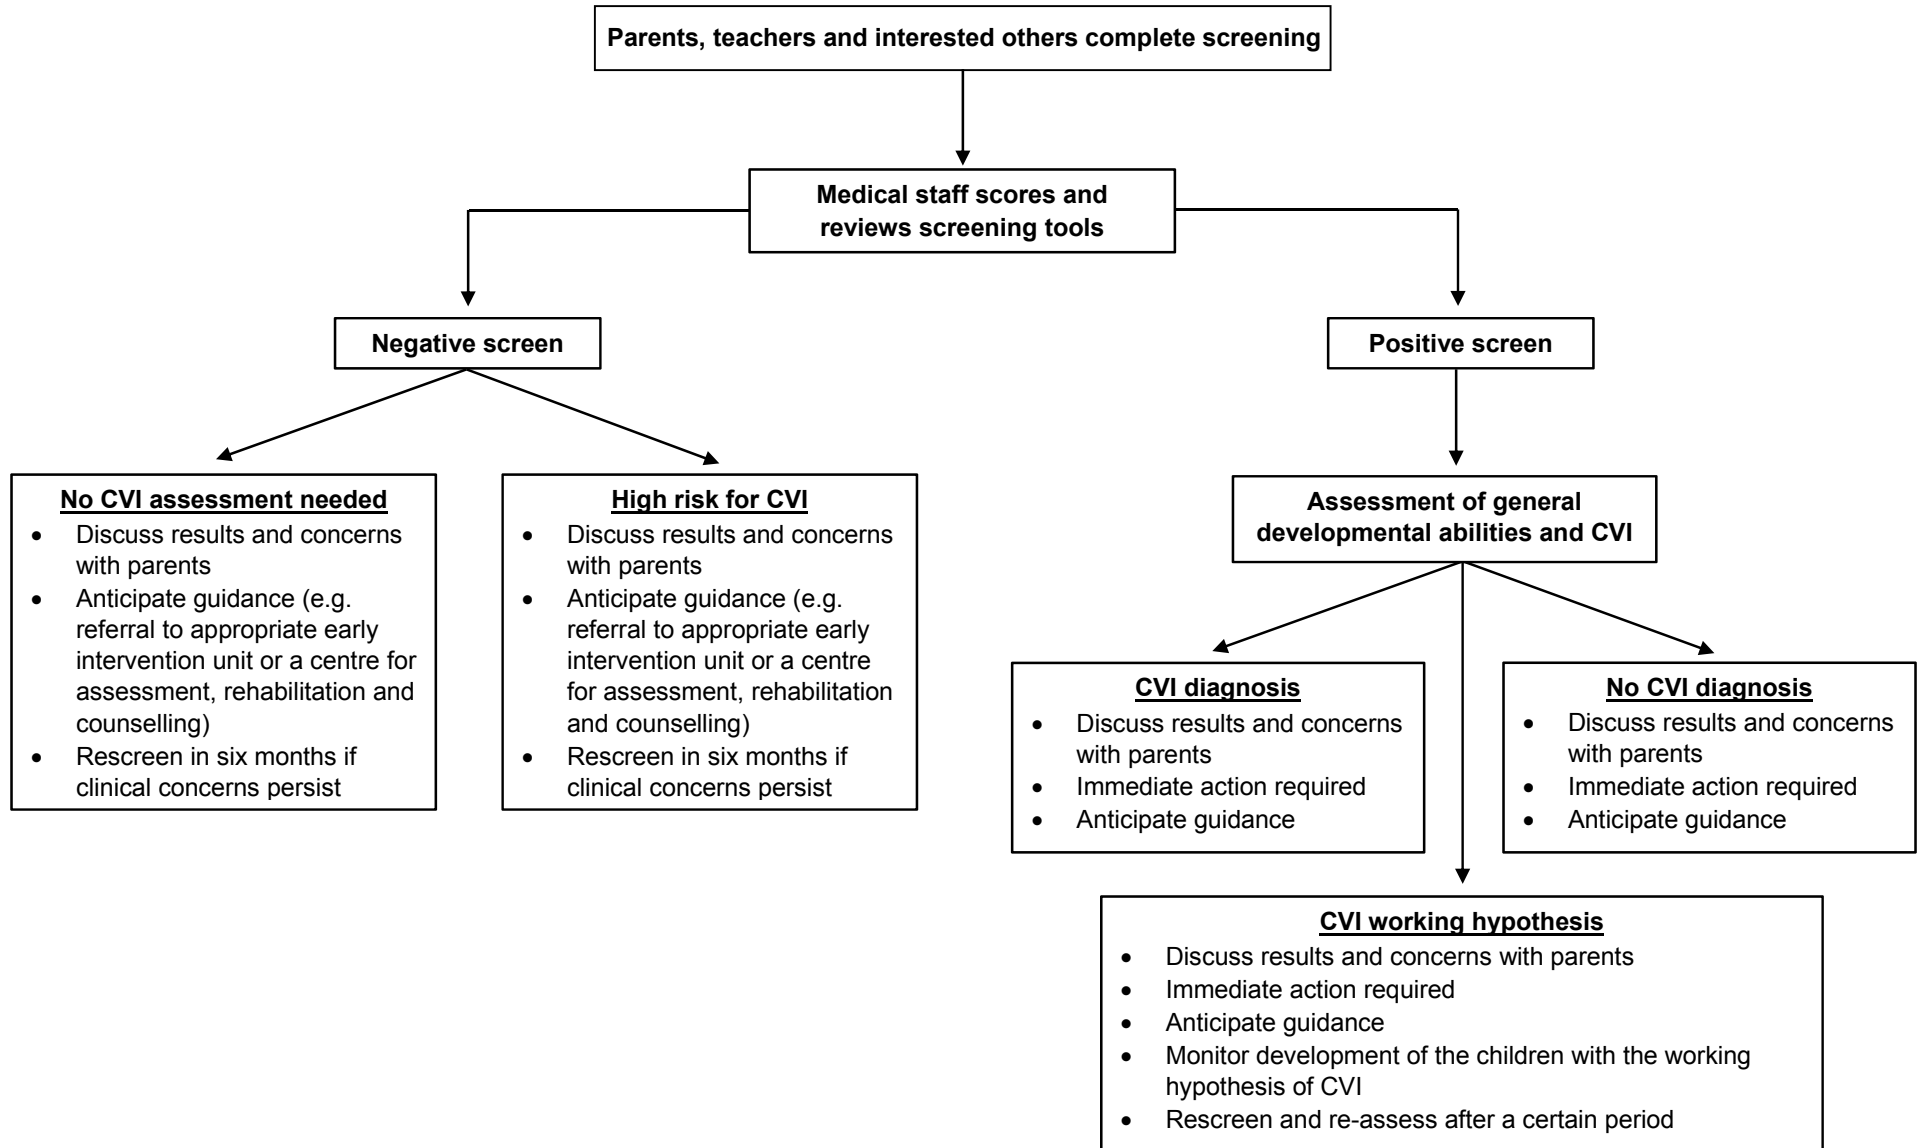 Parents, teachers and interested others complete screening
Medical staff scores and
reviews screening tools
Negative screen
Positive screen
No CVI assessment needed
• Discuss results and concerns
with parents
• Anticipate guidance (e.g.
referral to appropriate early
intervention unit or a centre for
assessment, rehabilitation and
counselling)
• Rescreen in six months if
clinical concerns persist
High risk for CVI
• Discuss results and concerns
with parents
• Anticipate guidance (e.g.
referral to appropriate early
intervention unit or a centre
for assessment, rehabilitation
and counselling)
• Rescreen in six months if
clinical concerns persist
Assessment of general
developmental abilities and CVI
CVI diagnosis
• Discuss results and concerns
with parents
• Immediate action required
• Anticipate guidance
No CVI diagnosis
• Discuss results and concerns
with parents
• Immediate action required
• Anticipate guidance
CVI working hypothesis
• Discuss results and concerns with parents
• Immediate action required
• Anticipate guidance
• Monitor development of the children with the working
hypothesis of CVI
• Rescreen and re-assess after a certain period